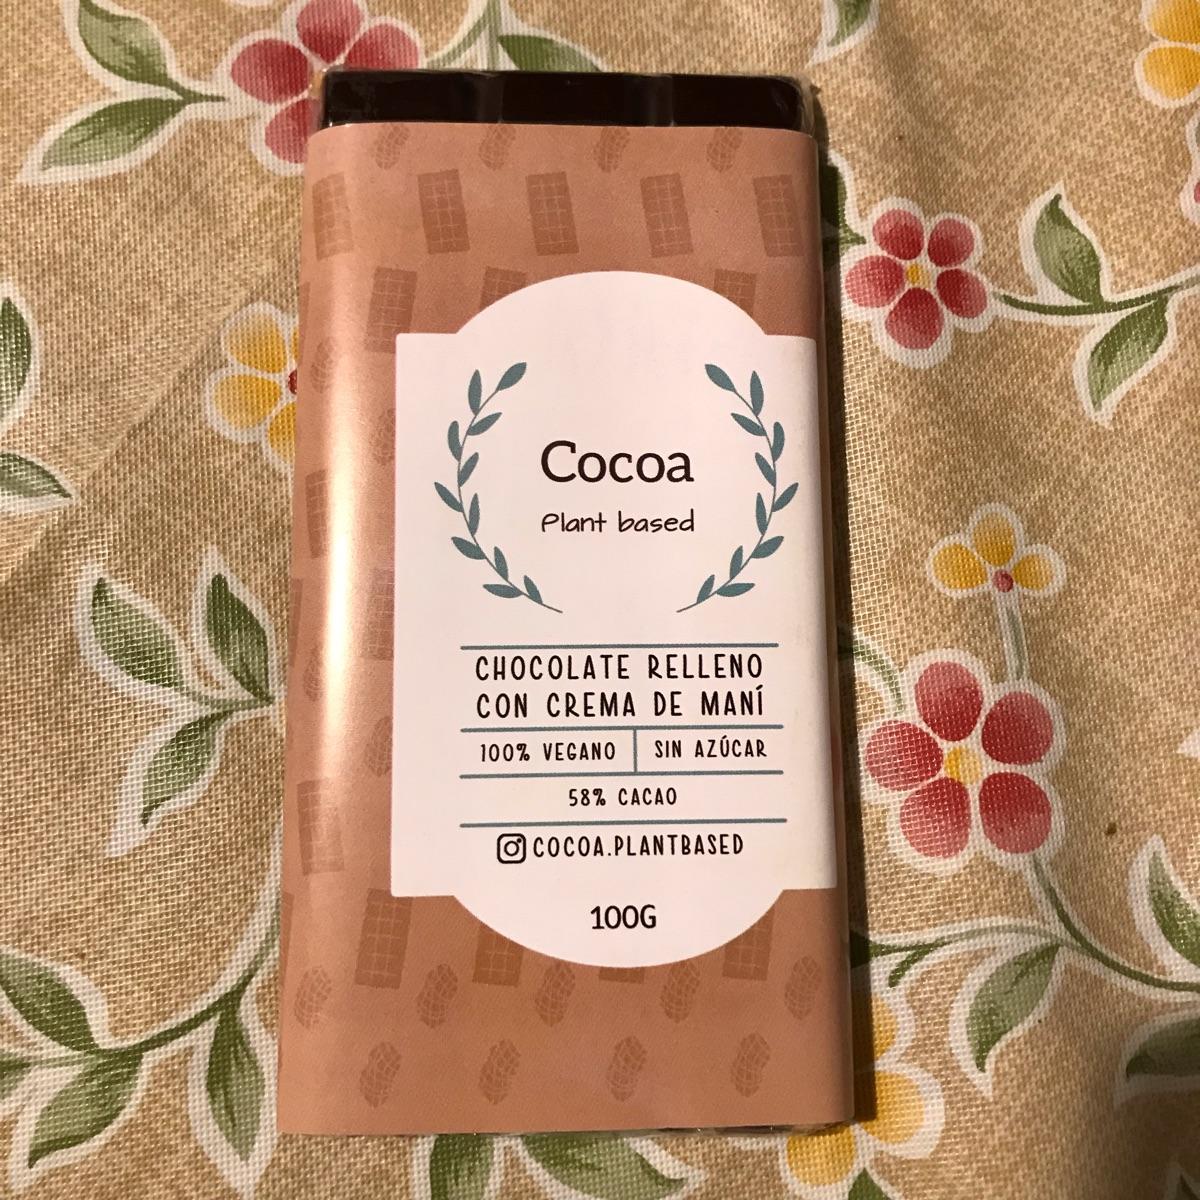 Cocoa
Plant based
CHOCOLATE RELLENO
CON CREMA DE MANÍ
100% VEGANO
SIN AZÚCAR
58% CACAO
COCOA.PLANTBASED
100G